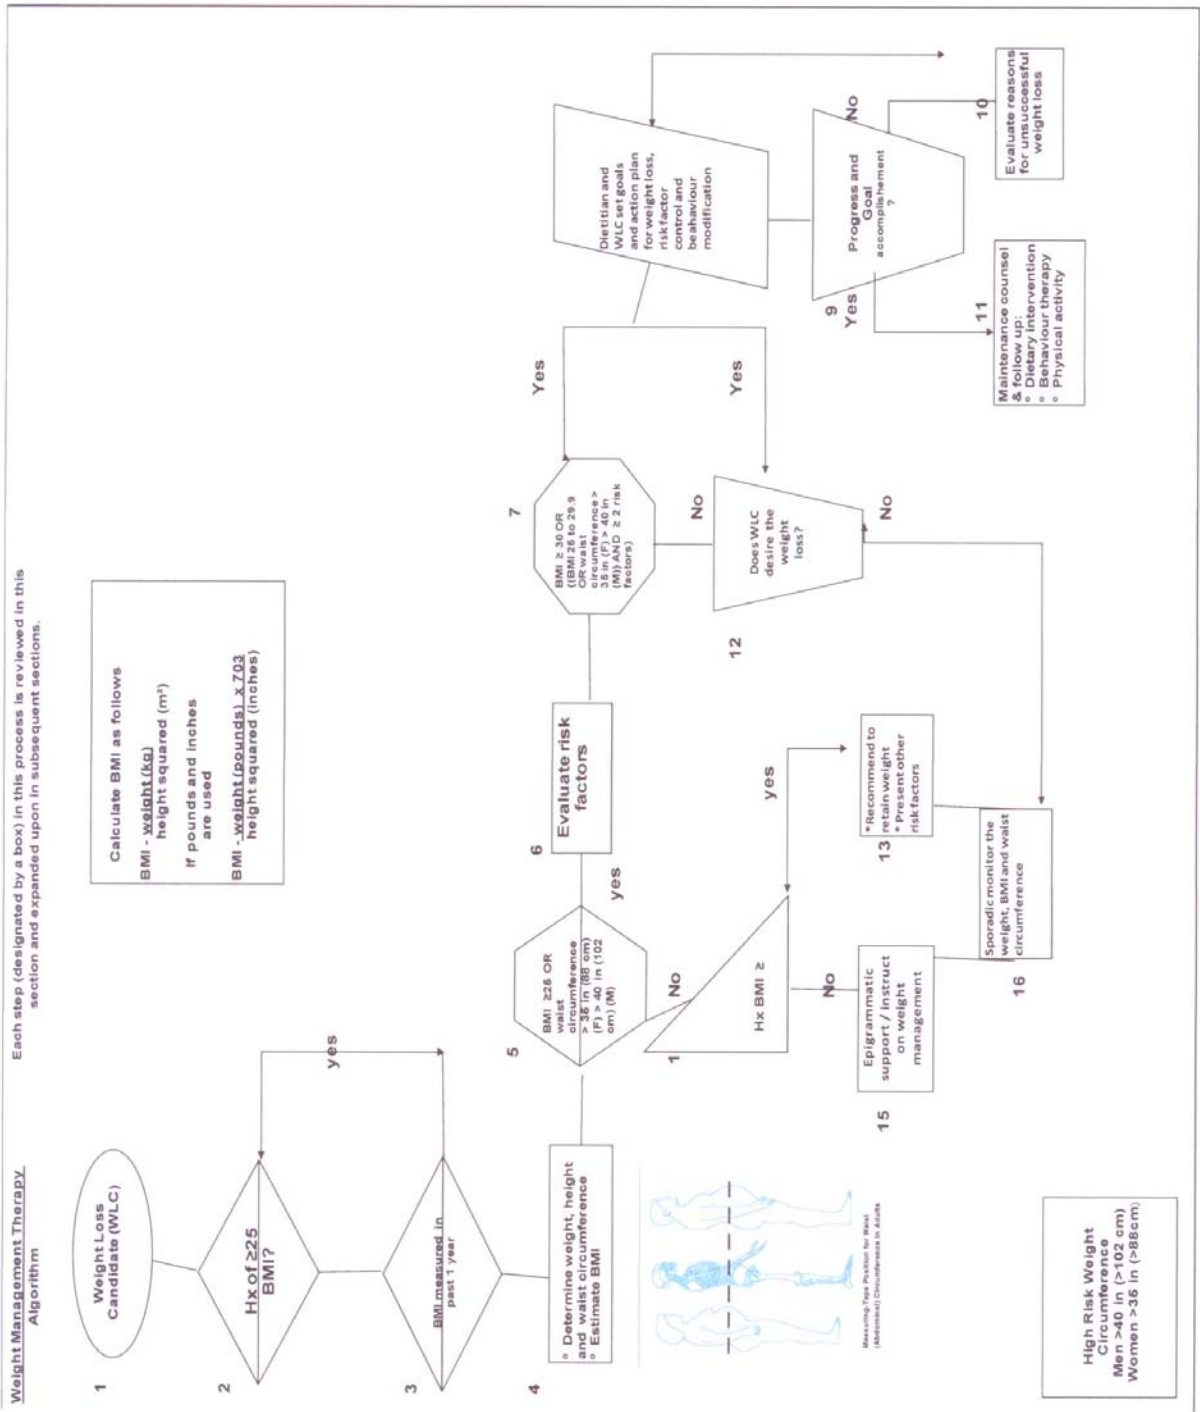 Weight Management Therapy
Algorithm
Each step (designated by a box) in this process is reviewed in this
section and expanded upon in subsequent sections.
1
Weight Loss
Candidate (WLC)
2
Hx of ≥25
BMI?
yes
3
BMI measured in
past 1 year
4
° Determine weight, height
and waist circumference
° Estimate BMI
Calculate BMI as follows
BMI - weight (kg)
height squared (m²)
If pounds and inches
are used
BMI - weight (pounds) x 703
height squared (inches)
5
BMI ≥25 OR
waist
circumference
> 35 in (88 cm)
(F) > 40 in (102
cm) (M)
yes
No
6
Evaluate risk
factors
7
BMI ≥ 30 OR
((BMI 25 to 29.9
OR waist
circumference >
35 in (F) > 40 in
(M)) AND ≥ 2 risk
factors)
Yes
Yes
No
Dietitian and
WLC set goals
and action plan
for weight loss,
risk factor
control and
beahaviour
modification
9
Yes
Progress and
Goal
accomplishement
?
No
10
Evaluate reasons
for unsuccessful
weight loss
11
Maintenance counsel
& follow up:
° Dietary intervention
° Behaviour therapy
° Physical activity
12
Does WLC
desire the
weight
loss?
No
1
Hx BMI ≥
yes
No
13
*Recommend to
retain weight
* Present other
risk factors
15
Epigrammatic
support / Instruct
on weight
management
16
Sporadic monitor the
weight, BMI and waist
circumference
Measuring-Tape Position for Waist
(Abdominal) Circumference in Adults
High Risk Weight
Circumference
Men >40 in (>102 cm)
Women >35 in (>88cm)